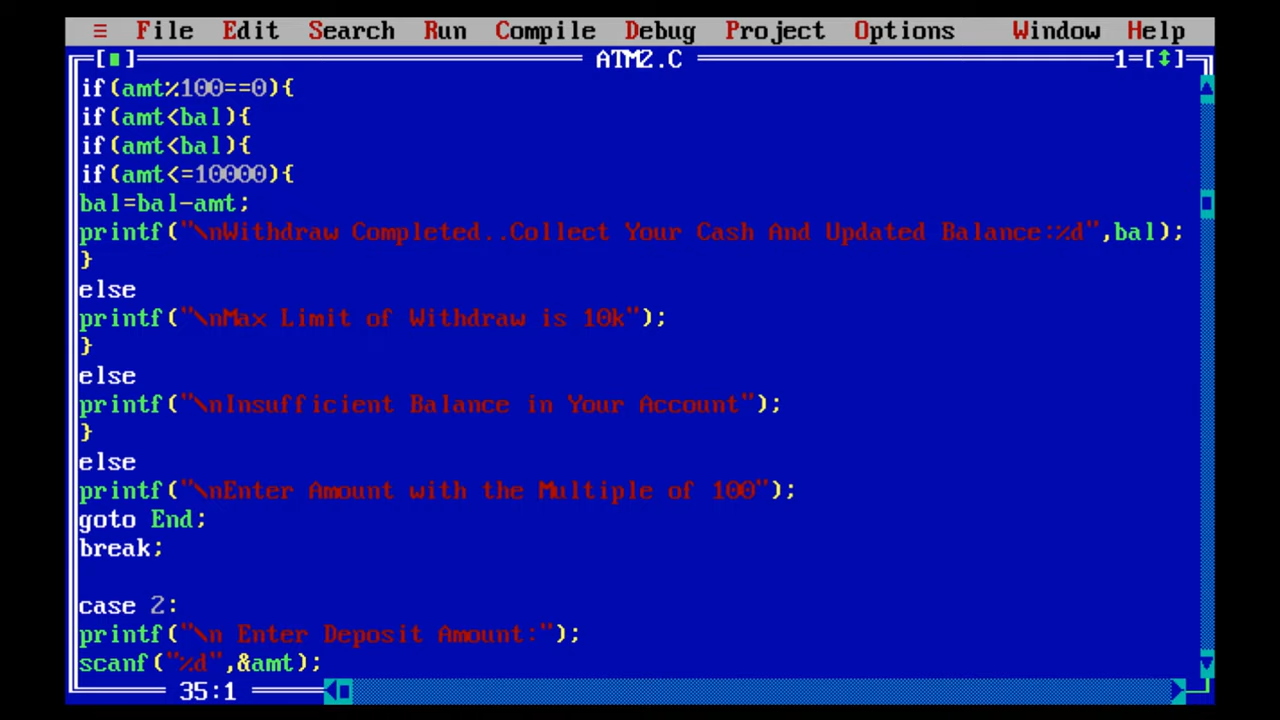 ≡ File Edit Search Run Compile Debug Project Options Window Help
[■] ATM2.C 1=[↕]
if(amt%100==0){
if(amt<bal){
if(amt<bal){
if(amt<=10000){
bal=bal-amt;
printf("\nWithdraw Completed..Collect Your Cash And Updated Balance:%d",bal);
}
else
printf("\nMax Limit of Withdraw is 10k");
}
else
printf("\nInsufficient Balance in Your Account");
}
else
printf("\nEnter Amount with the Multiple of 100");
goto End;
break;
case 2:
printf("\n Enter Deposit Amount:");
scanf("%d",&amt);
35:1